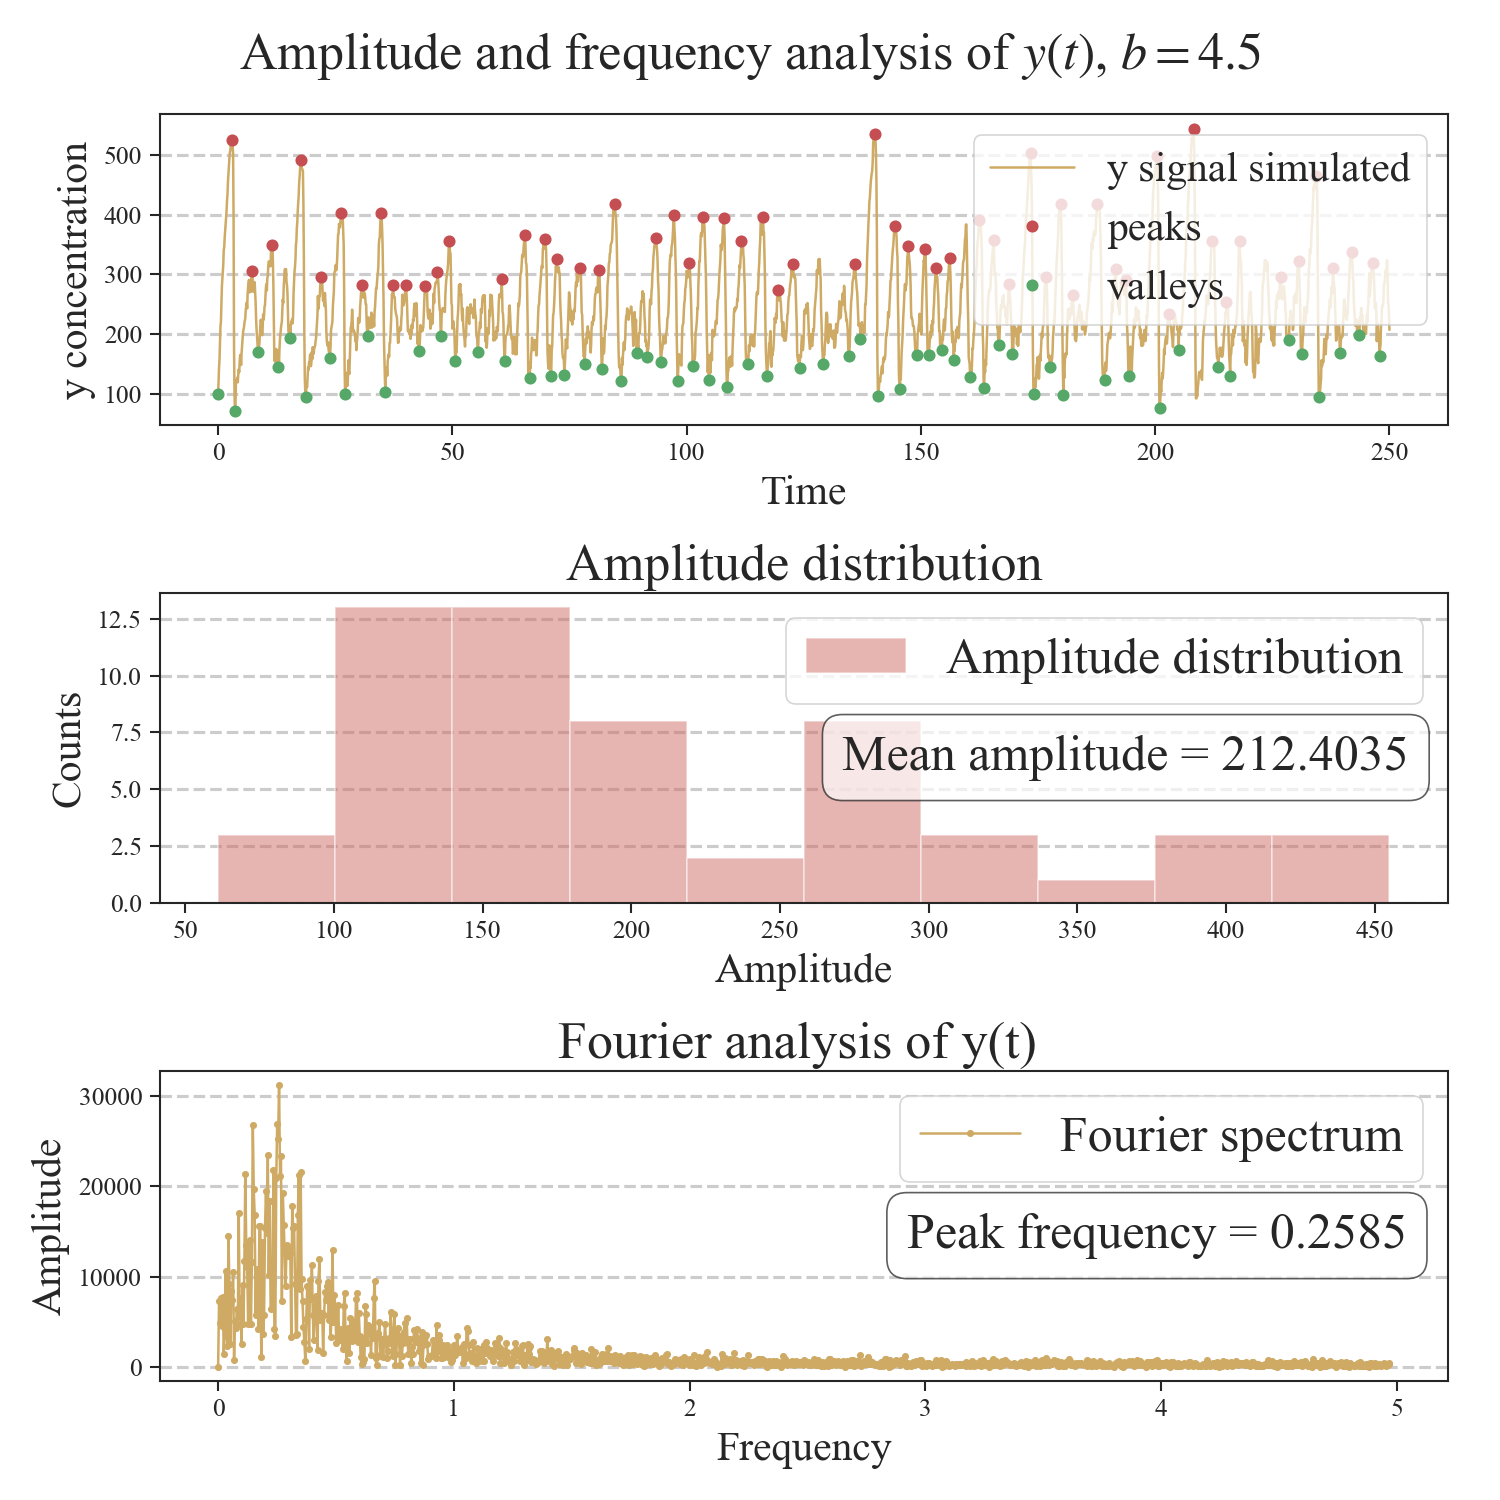 Amplitude and frequency analysis of y(t), b = 4.5
500
400
300
200
100
y concentration
y signal simulated
peaks
valleys
0 50 100 150 200 250
Time
Amplitude distribution
12.5
10.0
7.5
5.0
2.5
0.0
Counts
Amplitude distribution
Mean amplitude = 212.4035
50 100 150 200 250 300 350 400 450
Amplitude
Fourier analysis of y(t)
30000
20000
10000
0
Amplitude
Fourier spectrum
Peak frequency = 0.2585
0 1 2 3 4 5
Frequency